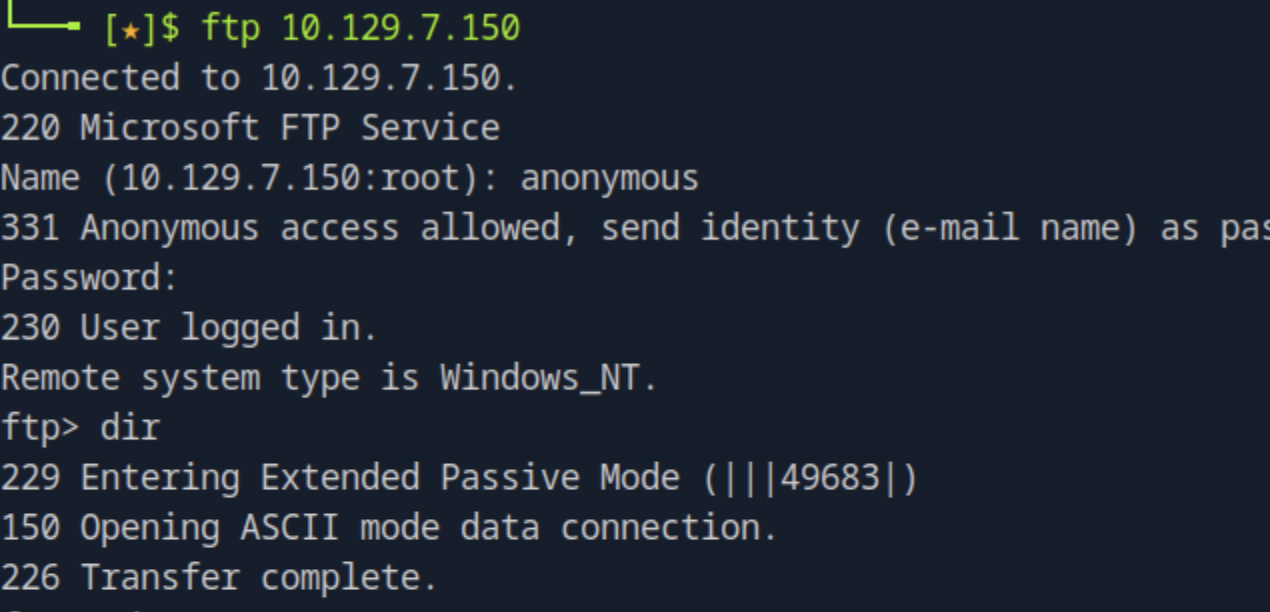 [★]$ ftp 10.129.7.150
Connected to 10.129.7.150.
220 Microsoft FTP Service
Name (10.129.7.150:root): anonymous
331 Anonymous access allowed, send identity (e-mail name) as pas
Password:
230 User logged in.
Remote system type is Windows_NT.
ftp> dir
229 Entering Extended Passive Mode (|||49683|)
150 Opening ASCII mode data connection.
226 Transfer complete.